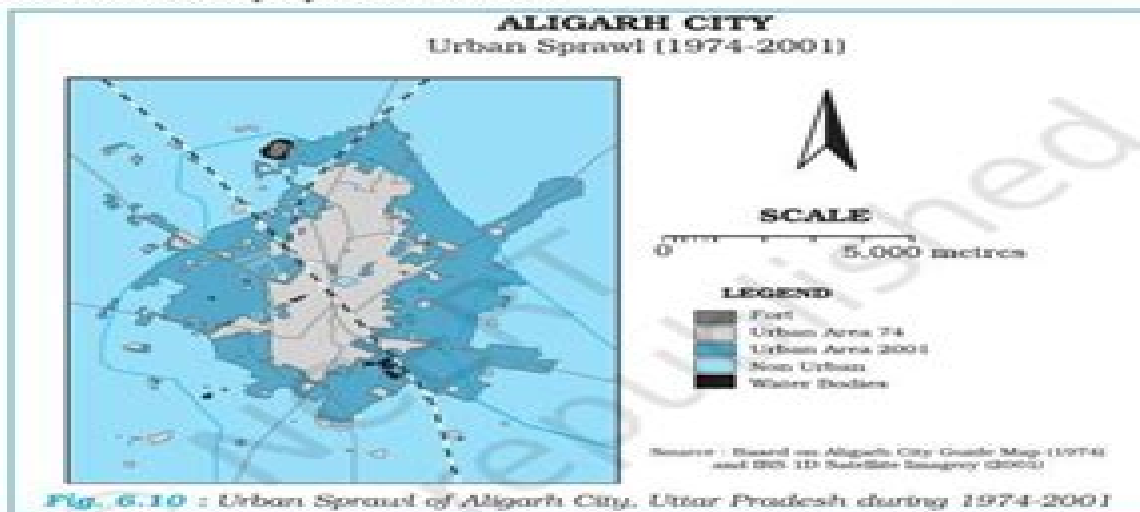 ALIGARH CITY
Urban Sprawl (1974-2001)
SCALE
0 5,000 metres
LEGEND
Fort
Urban Area 74
Urban Area 2001
Non Urban
Water Bodies
Source : Based on Aligarh City Guide Map (1974)
and IRS 1D Satellite Imagrey (2001)
Fig. 6.10 : Urban Sprawl of Aligarh City, Uttar Pradesh during 1974-2001